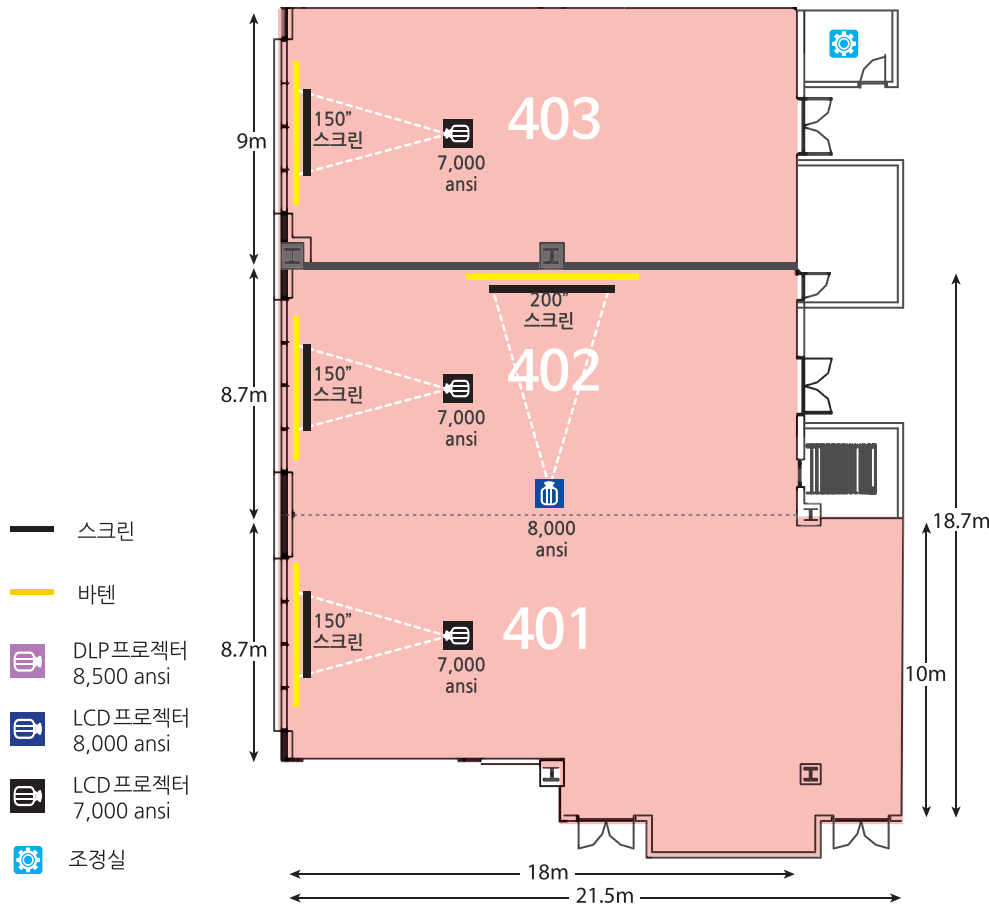 403
150”
스크린
7,000
ansi
9m
200”
스크린
402
150”
스크린
7,000
ansi
8.7m
8,000
ansi
18.7m
401
150”
스크린
7,000
ansi
8.7m
10m
18m
21.5m
스크린
바텐
DLP프로젝터
8,500 ansi
LCD프로젝터
8,000 ansi
LCD프로젝터
7,000 ansi
조정실